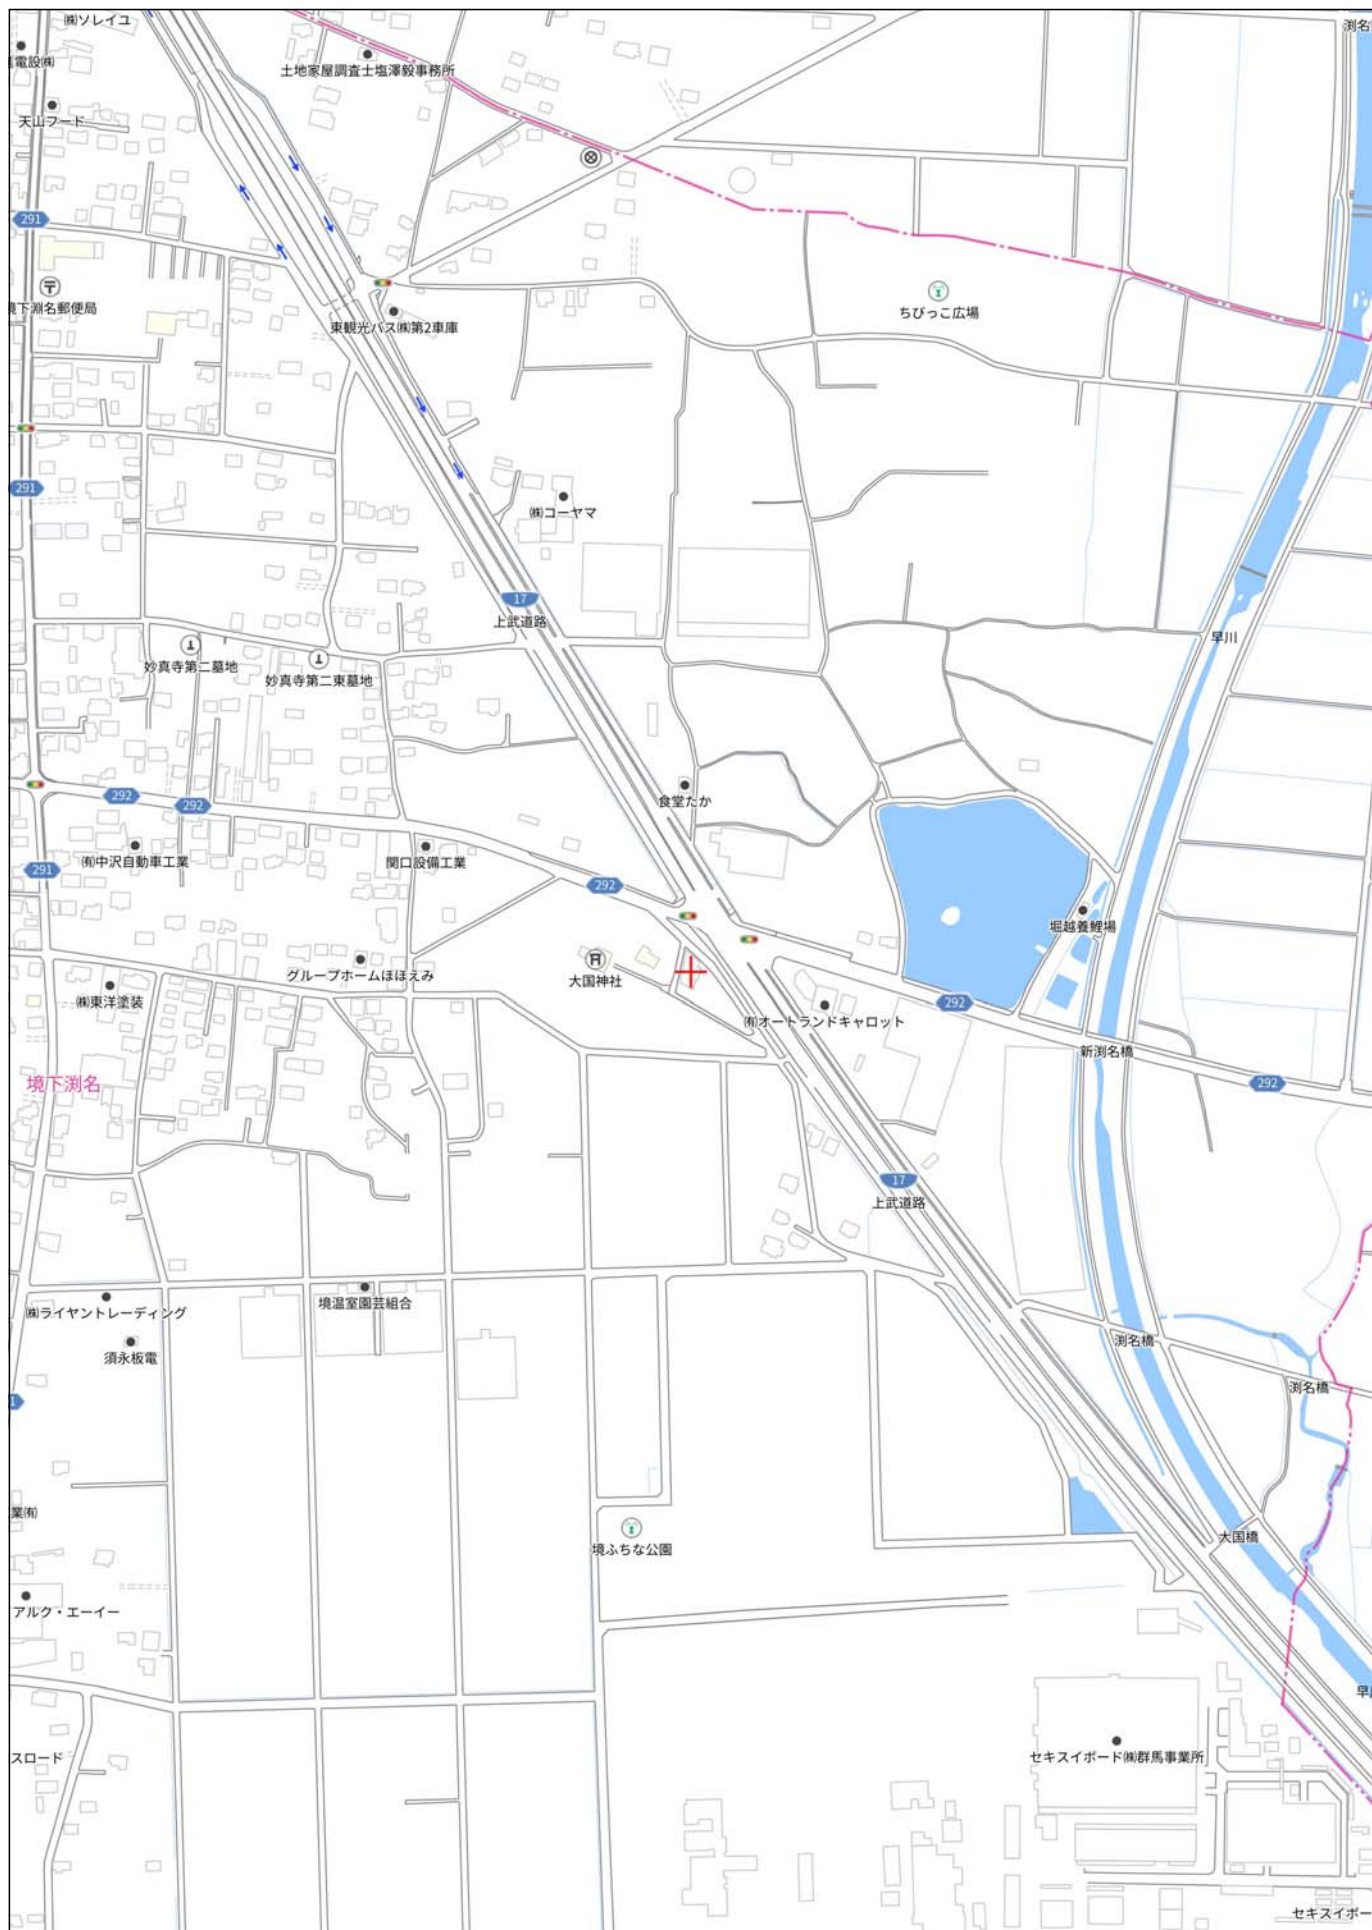 ㈱ソレイユ
渕名
電設㈱
土地家屋調査士塩澤毅事務所
天山フード
291
境下淵名郵便局
東観光バス㈱第2車庫
ちびっこ広場
291
㈱コーヤマ
17
上武道路
早川
妙真寺第二墓地
妙真寺第二東墓地
292
292
食堂たか
㈲中沢自動車工業
関口設備工業
291
292
堀越養鯉場
グループホームほほえみ
大国神社
㈱東洋塗装
292
㈲オートランドキャロット
新渕名橋
境下渕名
292
17
上武道路
㈱ライヤントレーディング
境温室園芸組合
須永板電
渕名橋
渕名橋
業㈲
大国橋
境ふちな公園
アルク・エーイー
早川
スロード
セキスイボード㈱群馬事業所
セキスイボー